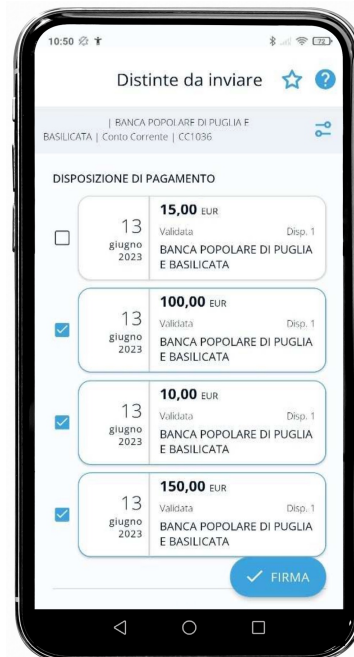 10:50
72
Distinte da inviare
?
| BANCA POPOLARE DI PUGLIA E
BASILICATA | Conto Corrente | CC1036
DISPOSIZIONE DI PAGAMENTO
13
giugno
2023
15,00 EUR
Validata Disp. 1
BANCA POPOLARE DI PUGLIA
E BASILICATA
13
giugno
2023
100,00 EUR
Validata Disp. 1
BANCA POPOLARE DI PUGLIA
E BASILICATA
13
giugno
2023
10,00 EUR
Validata Disp. 1
BANCA POPOLARE DI PUGLIA
E BASILICATA
13
giugno
2023
150,00 EUR
Validata Disp. 1
BANCA POPOLARE DI PUGLIA
E BASILICATA
FIRMA